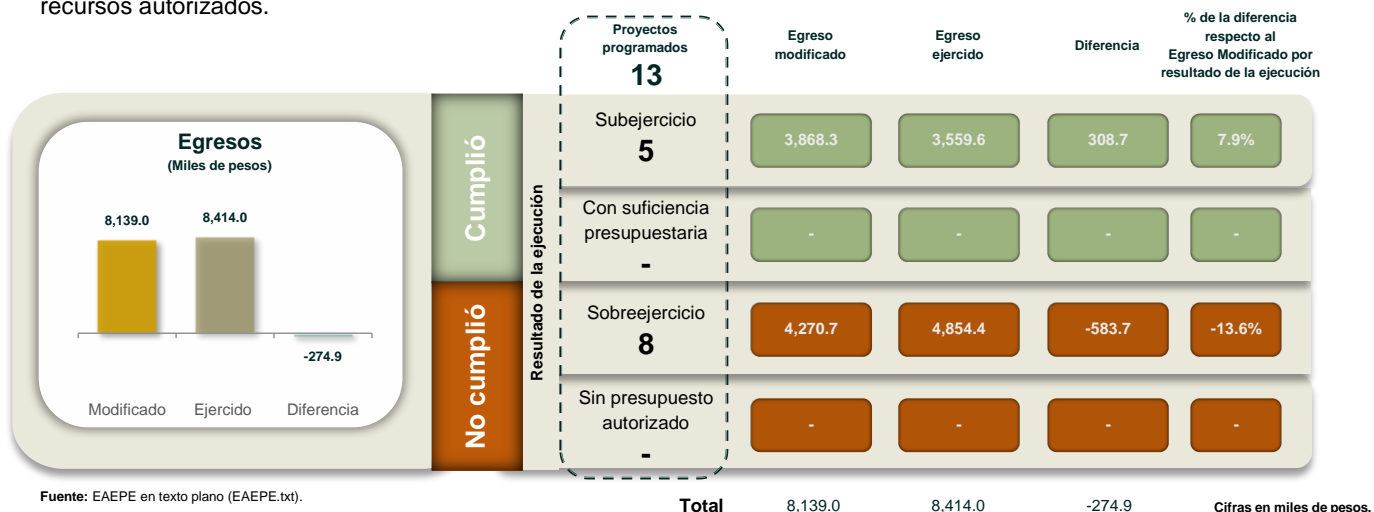 recursos autorizados.
Proyectos
programados
13
Egreso
modificado
Egreso
ejercido
Diferencia
% de la diferencia
respecto al
Egreso Modificado por
resultado de la ejecución
Egresos
(Miles de pesos)
8,139.0
8,414.0
-274.9
Modificado
Ejercido
Diferencia
Cumplió
No cumplió
Resultado de la ejecución
Subejercicio
5
3,868.3
3,559.6
308.7
7.9%
Con suficiencia
presupuestaria
-
-
-
-
-
Sobreejercicio
8
4,270.7
4,854.4
-583.7
-13.6%
Sin presupuesto
autorizado
-
-
-
-
-
Fuente: EAEPE en texto plano (EAEPE.txt).
Total
8,139.0
8,414.0
-274.9
Cifras en miles de pesos.